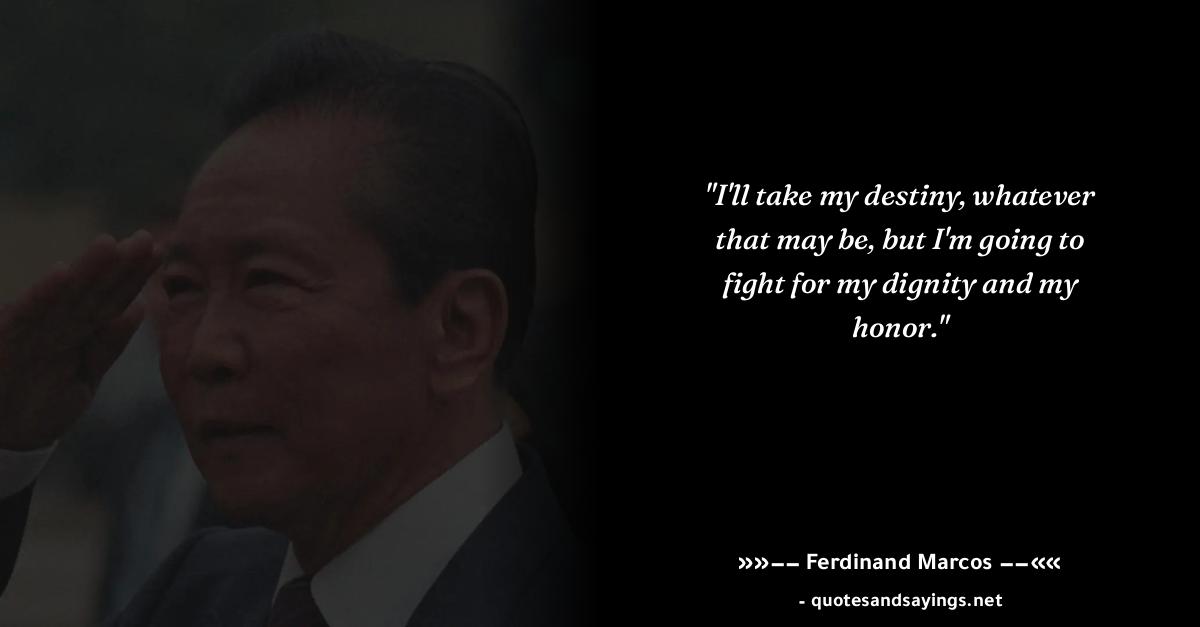 "I'll take my destiny, whatever
that may be, but I'm going to
fight for my dignity and my
honor."
»»–– Ferdinand Marcos ––««
- quotesandsayings.net